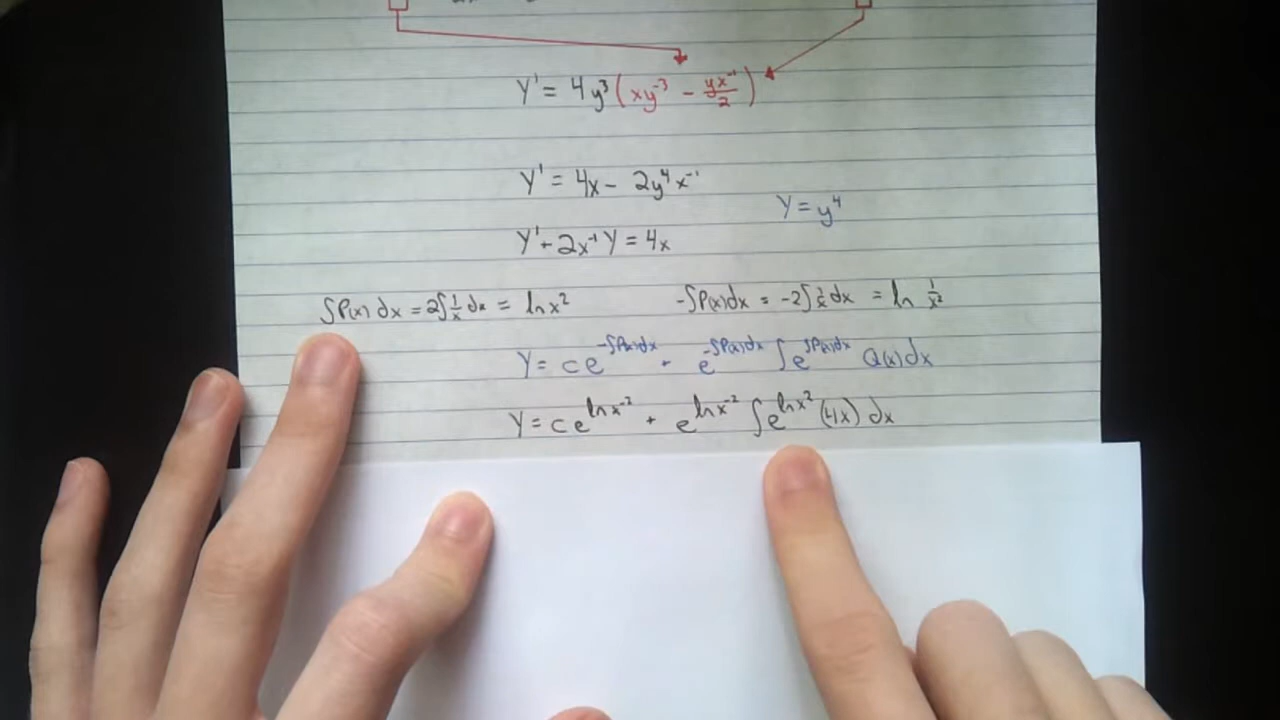 Y' = 4y³(xy⁻³ - yx⁻¹/2)
Y' = 4x - 2y⁴x⁻¹
Y = y⁴
Y' + 2x⁻¹Y = 4x
∫P(x)dx = 2∫1/x dx = ln x²
-∫P(x)dx = -2∫1/x dx = ln 1/x²
Y = ce^(-∫P(x)dx) + e^(-∫P(x)dx) ∫e^(∫P(x)dx) Q(x)dx
Y = ce^(ln x⁻²) + e^(ln x⁻²) ∫e^(ln x²) (4x) dx